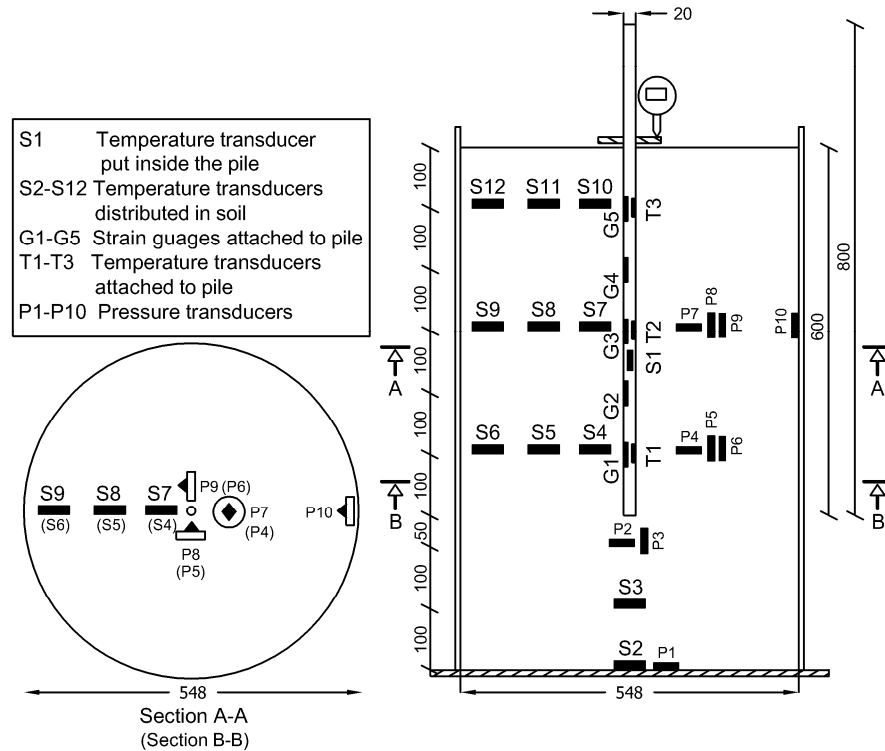 S1 Temperature transducer
put inside the pile
S2-S12 Temperature transducers
distributed in soil
G1-G5 Strain guages attached to pile
T1-T3 Temperature transducers
attached to pile
P1-P10 Pressure transducers
20
S12 S11 S10
G5
T3
G4
S9 S8 S7
G3
T2
P7
P8
P9
P10
S1
G2
S6 S5 S4
G1
T1
P4
P5
P6
P2
P3
S3
S2
P1
100
100
100
100
100
100
50
100
100
600
800
A
A
B
B
548
S9 S8 S7
(S6) (S5) (S4)
P9 (P6)
P7
(P4)
P10
P8
(P5)
548
Section A-A
(Section B-B)